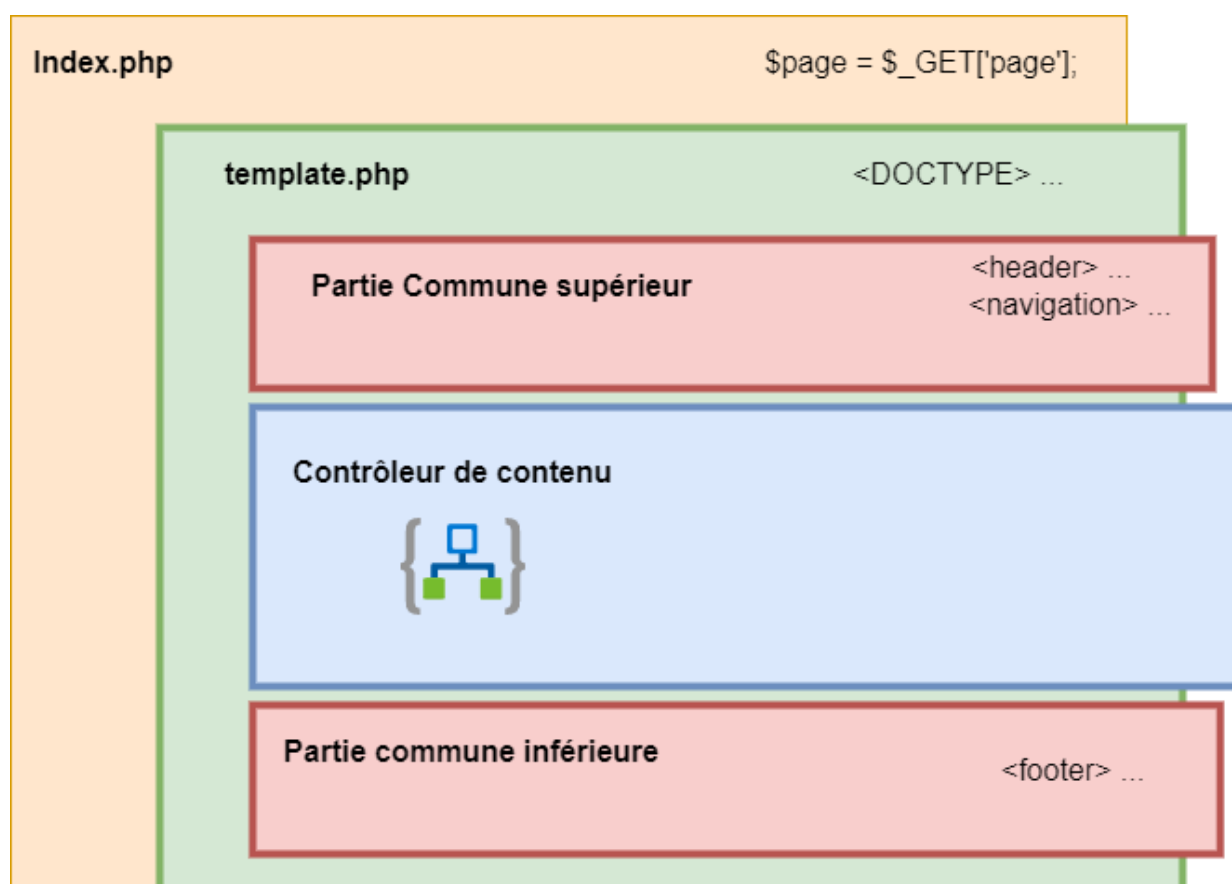 Index.php
$page = $_GET['page'];
template.php
<DOCTYPE> ...
Partie Commune supérieur
<header> ...
<navigation> ...
Contrôleur de contenu
Partie commune inférieure
<footer> ...